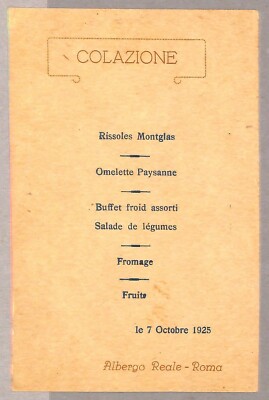 COLAZIONE
Rissoles Montglas
Omelette Paysanne
Buffet froid assorti
Salade de légumes
Fromage
Fruits
le 7 Octobre 1925
Albergo Reale - Roma